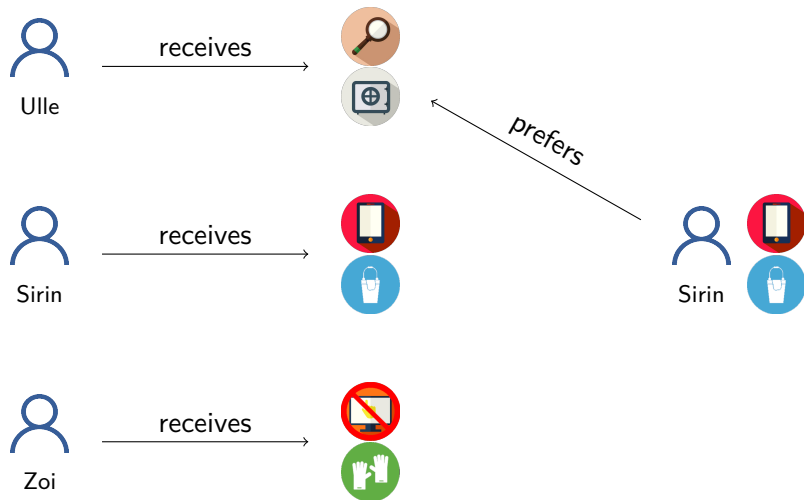 receives
Ulle
prefers
receives
Sirin
Sirin
receives
Zoi